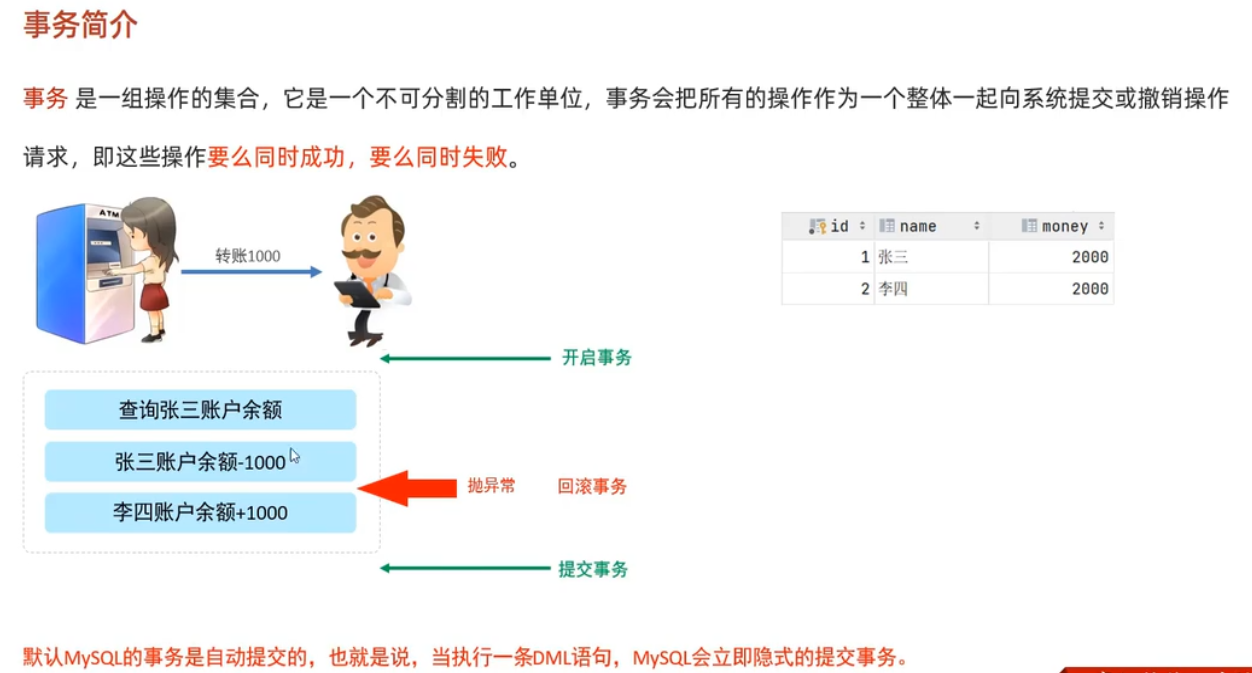 事务简介
事务 是一组操作的集合，它是一个不可分割的工作单位，事务会把所有的操作作为一个整体一起向系统提交或撤销操作
请求，即这些操作要么同时成功，要么同时失败。
ATM
转账1000
id name money
1 张三 2000
2 李四 2000
开启事务
查询张三账户余额
张三账户余额-1000
抛异常 回滚事务
李四账户余额+1000
提交事务
默认MySQL的事务是自动提交的，也就是说，当执行一条DML语句，MySQL会立即隐式的提交事务。